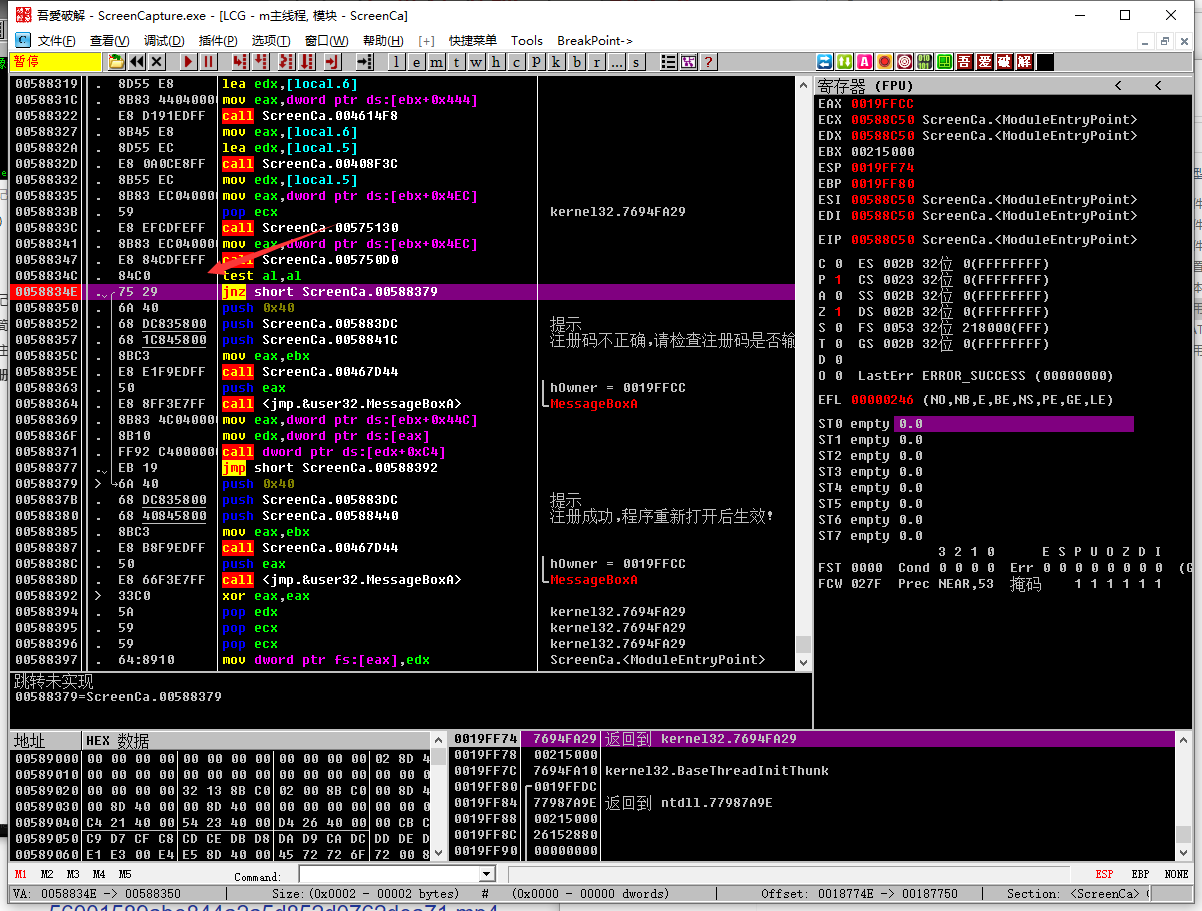 吾愛破解 - ScreenCapture.exe - [LCG - m主线程, 模块 - ScreenCa]
文件(F) 查看(V) 调试(D) 插件(P) 选项(T) 窗口(W) 帮助(H) [+] 快捷菜单 Tools BreakPoint->
暂停 l e m t w h c p k b r ... s ? 吾 爱 破 解
00588319 . 8D55 E8 lea edx,[local.6]
0058831C . 8B83 4404000 mov eax,dword ptr ds:[ebx+0x444]
00588322 . E8 D191EDFF call ScreenCa.004614F8
00588327 . 8B45 E8 mov eax,[local.6]
0058832A . 8D55 EC lea edx,[local.5]
0058832D . E8 0A0CE8FF call ScreenCa.00408F3C
00588332 . 8B55 EC mov edx,[local.5]
00588335 . 8B83 EC04000 mov eax,dword ptr ds:[ebx+0x4EC]
0058833B . 59 pop ecx kernel32.7694FA29
0058833C . E8 EFCDFEFF call ScreenCa.00575130
00588341 . 8B83 EC04000 mov eax,dword ptr ds:[ebx+0x4EC]
00588347 . E8 84CDFEFF call ScreenCa.005750D0
0058834C . 84C0 test al,al
0058834E 75 29 jnz short ScreenCa.00588379
00588350 . 6A 40 push 0x40
00588352 . 68 DC835800 push ScreenCa.005883DC 提示
00588357 . 68 1C845800 push ScreenCa.0058841C 注册码不正确,请检查注册码是否输
0058835C . 8BC3 mov eax,ebx
0058835E . E8 E1F9EDFF call ScreenCa.00467D44
00588363 . 50 push eax hOwner = 0019FFCC
00588364 . E8 8FF3E7FF call <jmp.&user32.MessageBoxA> MessageBoxA
00588369 . 8B83 4C04000 mov eax,dword ptr ds:[ebx+0x44C]
0058836F . 8B10 mov edx,dword ptr ds:[eax]
00588371 . FF92 C400000 call dword ptr ds:[edx+0xC4]
00588377 . EB 19 jmp short ScreenCa.00588392
00588379 > 6A 40 push 0x40
0058837B . 68 DC835800 push ScreenCa.005883DC 提示
00588380 . 68 40845800 push ScreenCa.00588440 注册成功,程序重新打开后生效!
00588385 . 8BC3 mov eax,ebx
00588387 . E8 B8F9EDFF call ScreenCa.00467D44
0058838C . 50 push eax hOwner = 0019FFCC
0058838D . E8 66F3E7FF call <jmp.&user32.MessageBoxA> MessageBoxA
00588392 > 33C0 xor eax,eax
00588394 . 5A pop edx kernel32.7694FA29
00588395 . 59 pop ecx kernel32.7694FA29
00588396 . 59 pop ecx kernel32.7694FA29
00588397 . 64:8910 mov dword ptr fs:[eax],edx ScreenCa.<ModuleEntryPoint>
跳转未实现
00588379=ScreenCa.00588379
寄存器 (FPU) < <
EAX 0019FFCC
ECX 00588C50 ScreenCa.<ModuleEntryPoint>
EDX 00588C50 ScreenCa.<ModuleEntryPoint>
EBX 00215000
ESP 0019FF74
EBP 0019FF80
ESI 00588C50 ScreenCa.<ModuleEntryPoint>
EDI 00588C50 ScreenCa.<ModuleEntryPoint>
EIP 00588C50 ScreenCa.<ModuleEntryPoint>
C 0 ES 002B 32位 0(FFFFFFFF)
P 1 CS 0023 32位 0(FFFFFFFF)
A 0 SS 002B 32位 0(FFFFFFFF)
Z 1 DS 002B 32位 0(FFFFFFFF)
S 0 FS 0053 32位 218000(FFF)
T 0 GS 002B 32位 0(FFFFFFFF)
D 0
O 0 LastErr ERROR_SUCCESS (00000000)
EFL 00000246 (NO,NB,E,BE,NS,PE,GE,LE)
ST0 empty 0.0
ST1 empty 0.0
ST2 empty 0.0
ST3 empty 0.0
ST4 empty 0.0
ST5 empty 0.0
ST6 empty 0.0
ST7 empty 0.0
3 2 1 0 E S P U O Z D I
FST 0000 Cond 0 0 0 0 Err 0 0 0 0 0 0 0 0 (G
FCW 027F Prec NEAR,53 掩码 1 1 1 1 1 1
地址 HEX 数据
00589000 00 00 00 00 00 00 00 00 00 00 00 00 02 8D 4
00589010 00 00 00 00 00 00 00 00 00 00 00 00 00 00 0
00589020 00 00 00 00 32 13 8B C0 02 00 8B C0 00 8D 4
00589030 00 8D 40 00 00 8D 40 00 00 00 00 00 00 00 0
00589040 C4 21 40 00 54 23 40 00 D4 26 40 00 00 CB C
00589050 C9 D7 CF C8 CD CE DB D8 DA D9 CA DC DD DE D
00589060 E1 E3 00 E4 E5 8D 40 00 45 72 72 6F 72 00 8
0019FF74 7694FA29 返回到 kernel32.7694FA29
0019FF78 00215000
0019FF7C 7694FA10 kernel32.BaseThreadInitThunk
0019FF80 0019FFDC
0019FF84 77987A9E 返回到 ntdll.77987A9E
0019FF88 00215000
0019FF8C 26152880
0019FF90 00000000
M1 M2 M3 M4 M5 Command: ESP EBP NONE
VA: 0058834E -> 00588350 Size: (0x0002 - 00002 bytes) # (0x0000 - 00000 dwords) Offset: 0018774E -> 00187750 Section: <ScreenCa>